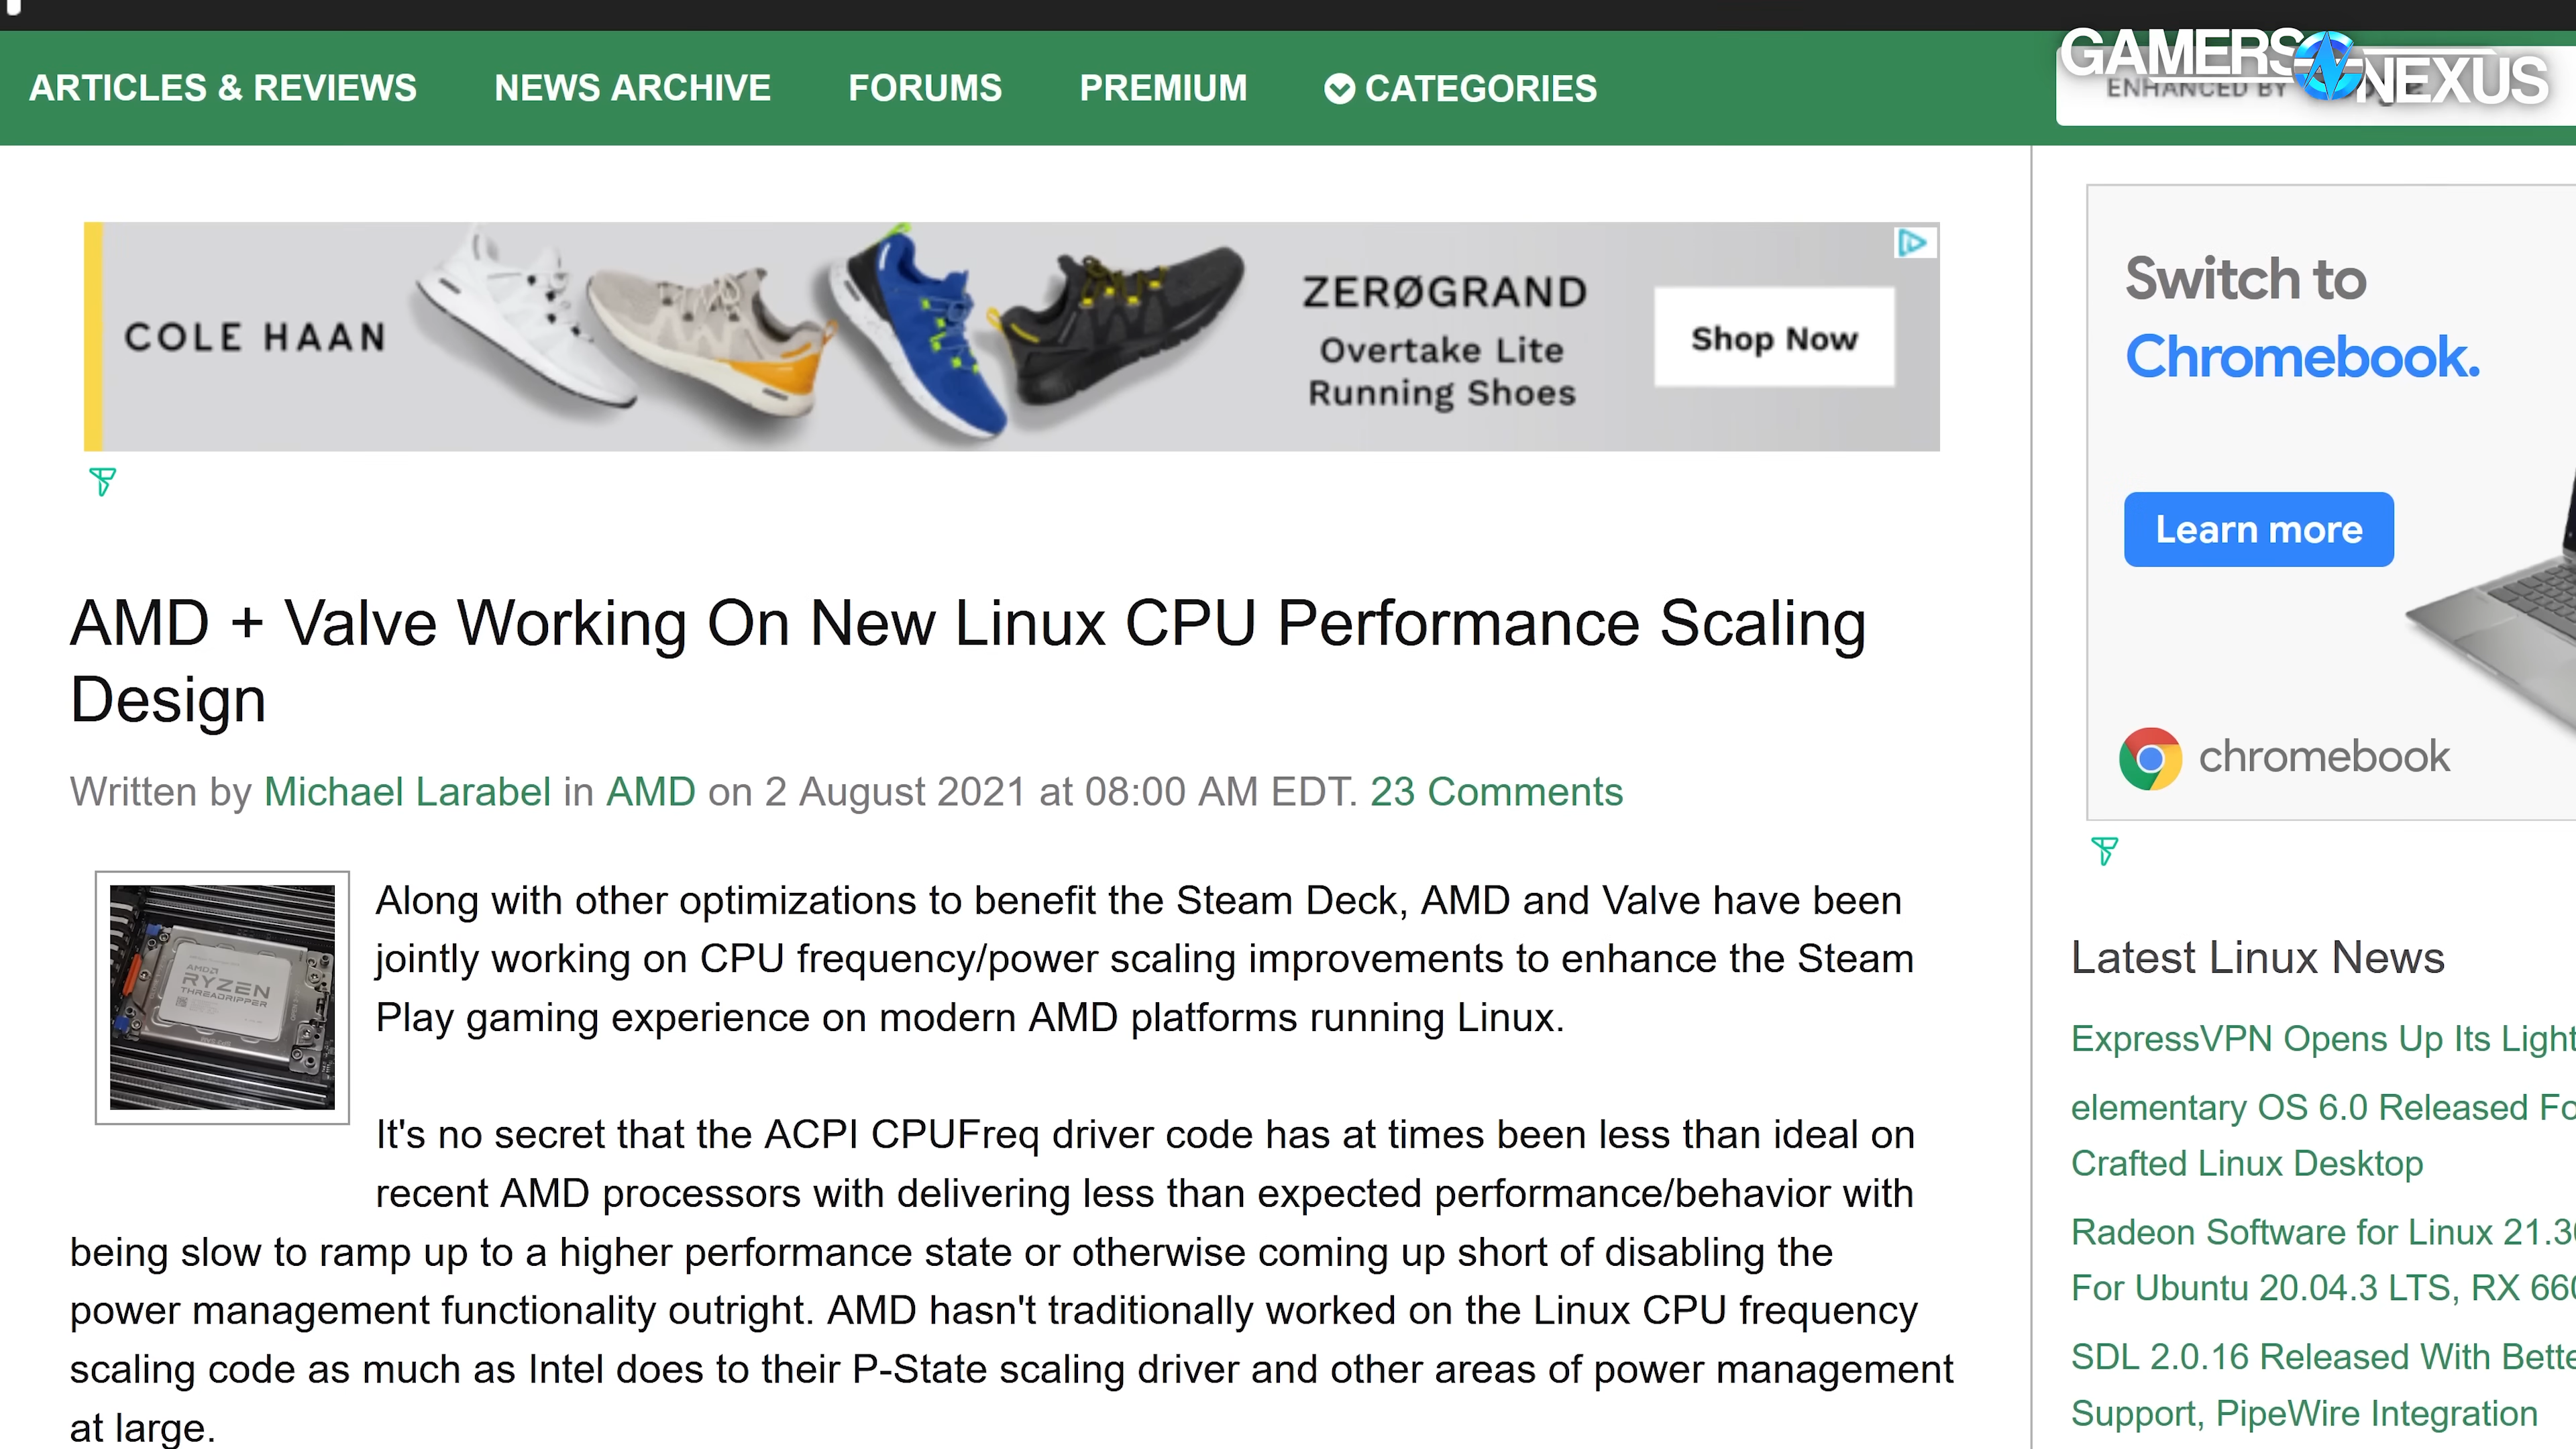 ARTICLES & REVIEWS
NEWS ARCHIVE
FORUMS
PREMIUM
CATEGORIES
GAMERS NEXUS
ENHANCED BY
COLE HAAN
ZERØGRAND
Overtake Lite
Running Shoes
Shop Now
Switch to
Chromebook.
Learn more
chromebook
AMD + Valve Working On New Linux CPU Performance Scaling
Design
Written by Michael Larabel in AMD on 2 August 2021 at 08:00 AM EDT. 23 Comments
AMD
RYZEN
THREADRIPPER
Along with other optimizations to benefit the Steam Deck, AMD and Valve have been
jointly working on CPU frequency/power scaling improvements to enhance the Steam
Play gaming experience on modern AMD platforms running Linux.
It's no secret that the ACPI CPUFreq driver code has at times been less than ideal on
recent AMD processors with delivering less than expected performance/behavior with
being slow to ramp up to a higher performance state or otherwise coming up short of disabling the
power management functionality outright. AMD hasn't traditionally worked on the Linux CPU frequency
scaling code as much as Intel does to their P-State scaling driver and other areas of power management
at large.
Latest Linux News
ExpressVPN Opens Up Its Light
elementary OS 6.0 Released Fo
Crafted Linux Desktop
Radeon Software for Linux 21.30
For Ubuntu 20.04.3 LTS, RX 660
SDL 2.0.16 Released With Bette
Support, PipeWire Integration